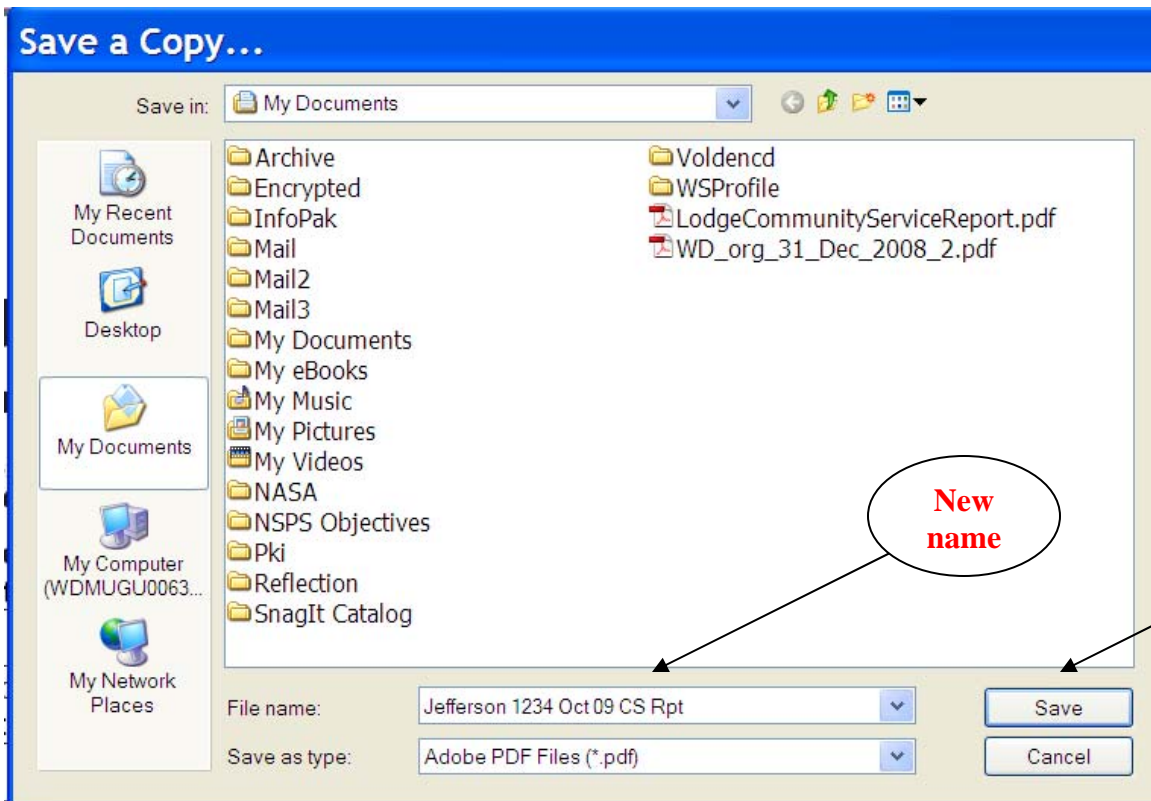 Save a Copy...
Save in:
My Documents
My Recent
Documents
Desktop
My Documents
My Computer
(WDMUGU0063...
My Network
Places
Archive
Encrypted
InfoPak
Mail
Mail2
Mail3
My Documents
My eBooks
My Music
My Pictures
My Videos
NASA
NSPS Objectives
Pki
Reflection
SnagIt Catalog
Voldencd
WSProfile
LodgeCommunityServiceReport.pdf
WD_org_31_Dec_2008_2.pdf
New
name
File name:
Jefferson 1234 Oct 09 CS Rpt
Save
Save as type:
Adobe PDF Files (*.pdf)
Cancel